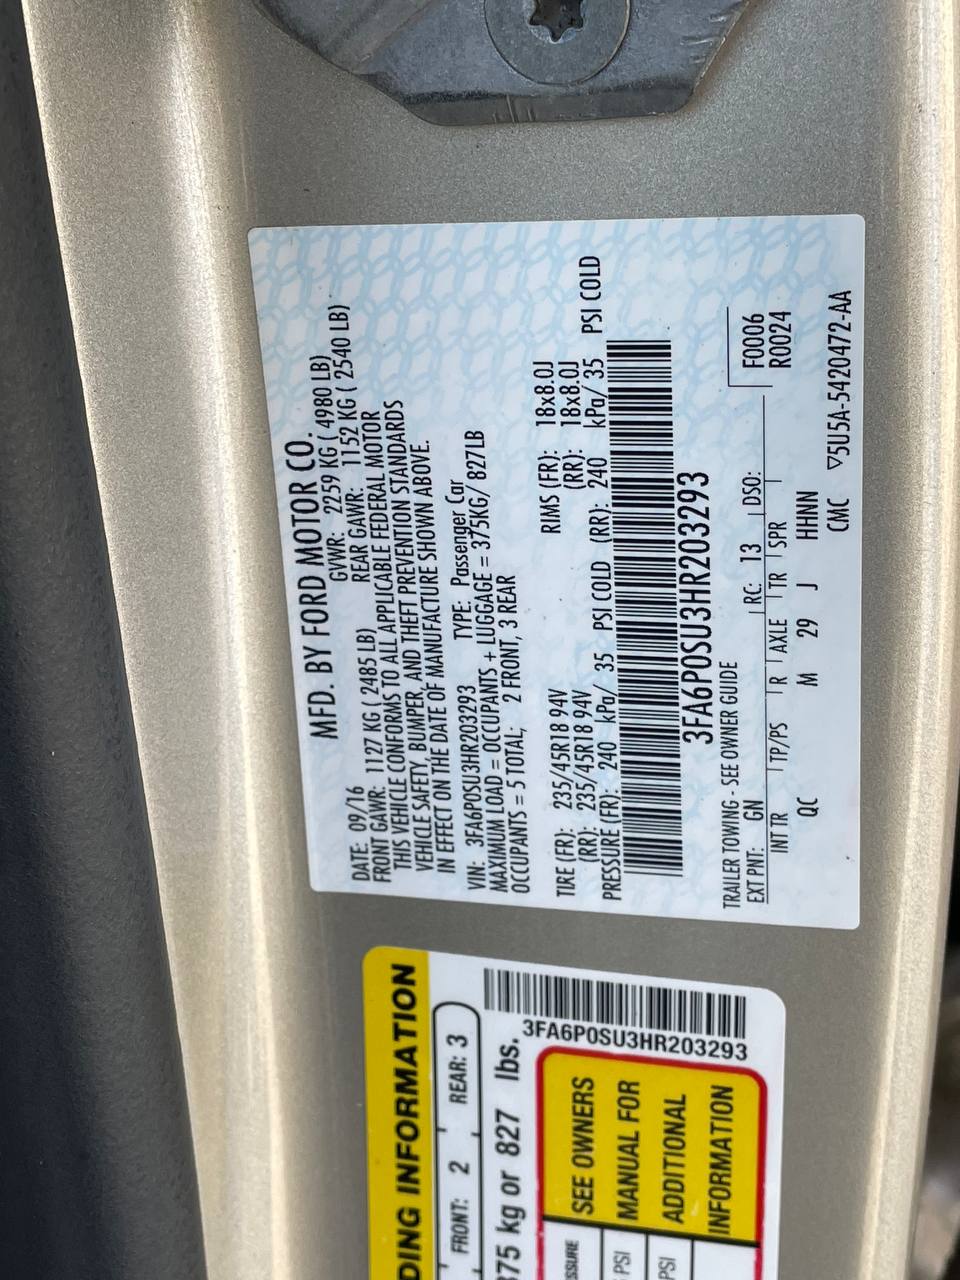 MFD. BY FORD MOTOR CO.
DATE: 09/16 GVWR: 2259 KG ( 4980 LB)
FRONT GAWR: 1127 KG ( 2485 LB) REAR GAWR: 1152 KG ( 2540 LB)
THIS VEHICLE CONFORMS TO ALL APPLICABLE FEDERAL MOTOR
VEHICLE SAFETY, BUMPER, AND THEFT PREVENTION STANDARDS
IN EFFECT ON THE DATE OF MANUFACTURE SHOWN ABOVE.
VIN: 3FA6P0SU3HR203293 TYPE: Passenger Car
MAXIMUM LOAD = OCCUPANTS + LUGGAGE = 375KG/ 827LB
OCCUPANTS = 5 TOTAL; 2 FRONT, 3 REAR
TIRE (FR): 235/45R18 94V RIMS (FR): 18x8.0J
(RR): 235/45R18 94V (RR): 18x8.0J
PRESSURE (FR): 240 kPa/ 35 PSI COLD (RR): 240 kPa/ 35 PSI COLD
3FA6P0SU3HR203293
TRAILER TOWING - SEE OWNER GUIDE F0006
EXT PNT: GN RC: 13 DSO: R0024
INT TR TP/PS R AXLE TR SPR
QC M 29 J HHNN
CMC ▽5U5A-5420472-AA
DING INFORMATION
FRONT: 2 REAR: 3
375 kg or 827 lbs.
3FA6P0SU3HR203293
SEE OWNERS
MANUAL FOR
ADDITIONAL
INFORMATION
SSURE
PSI
PSI